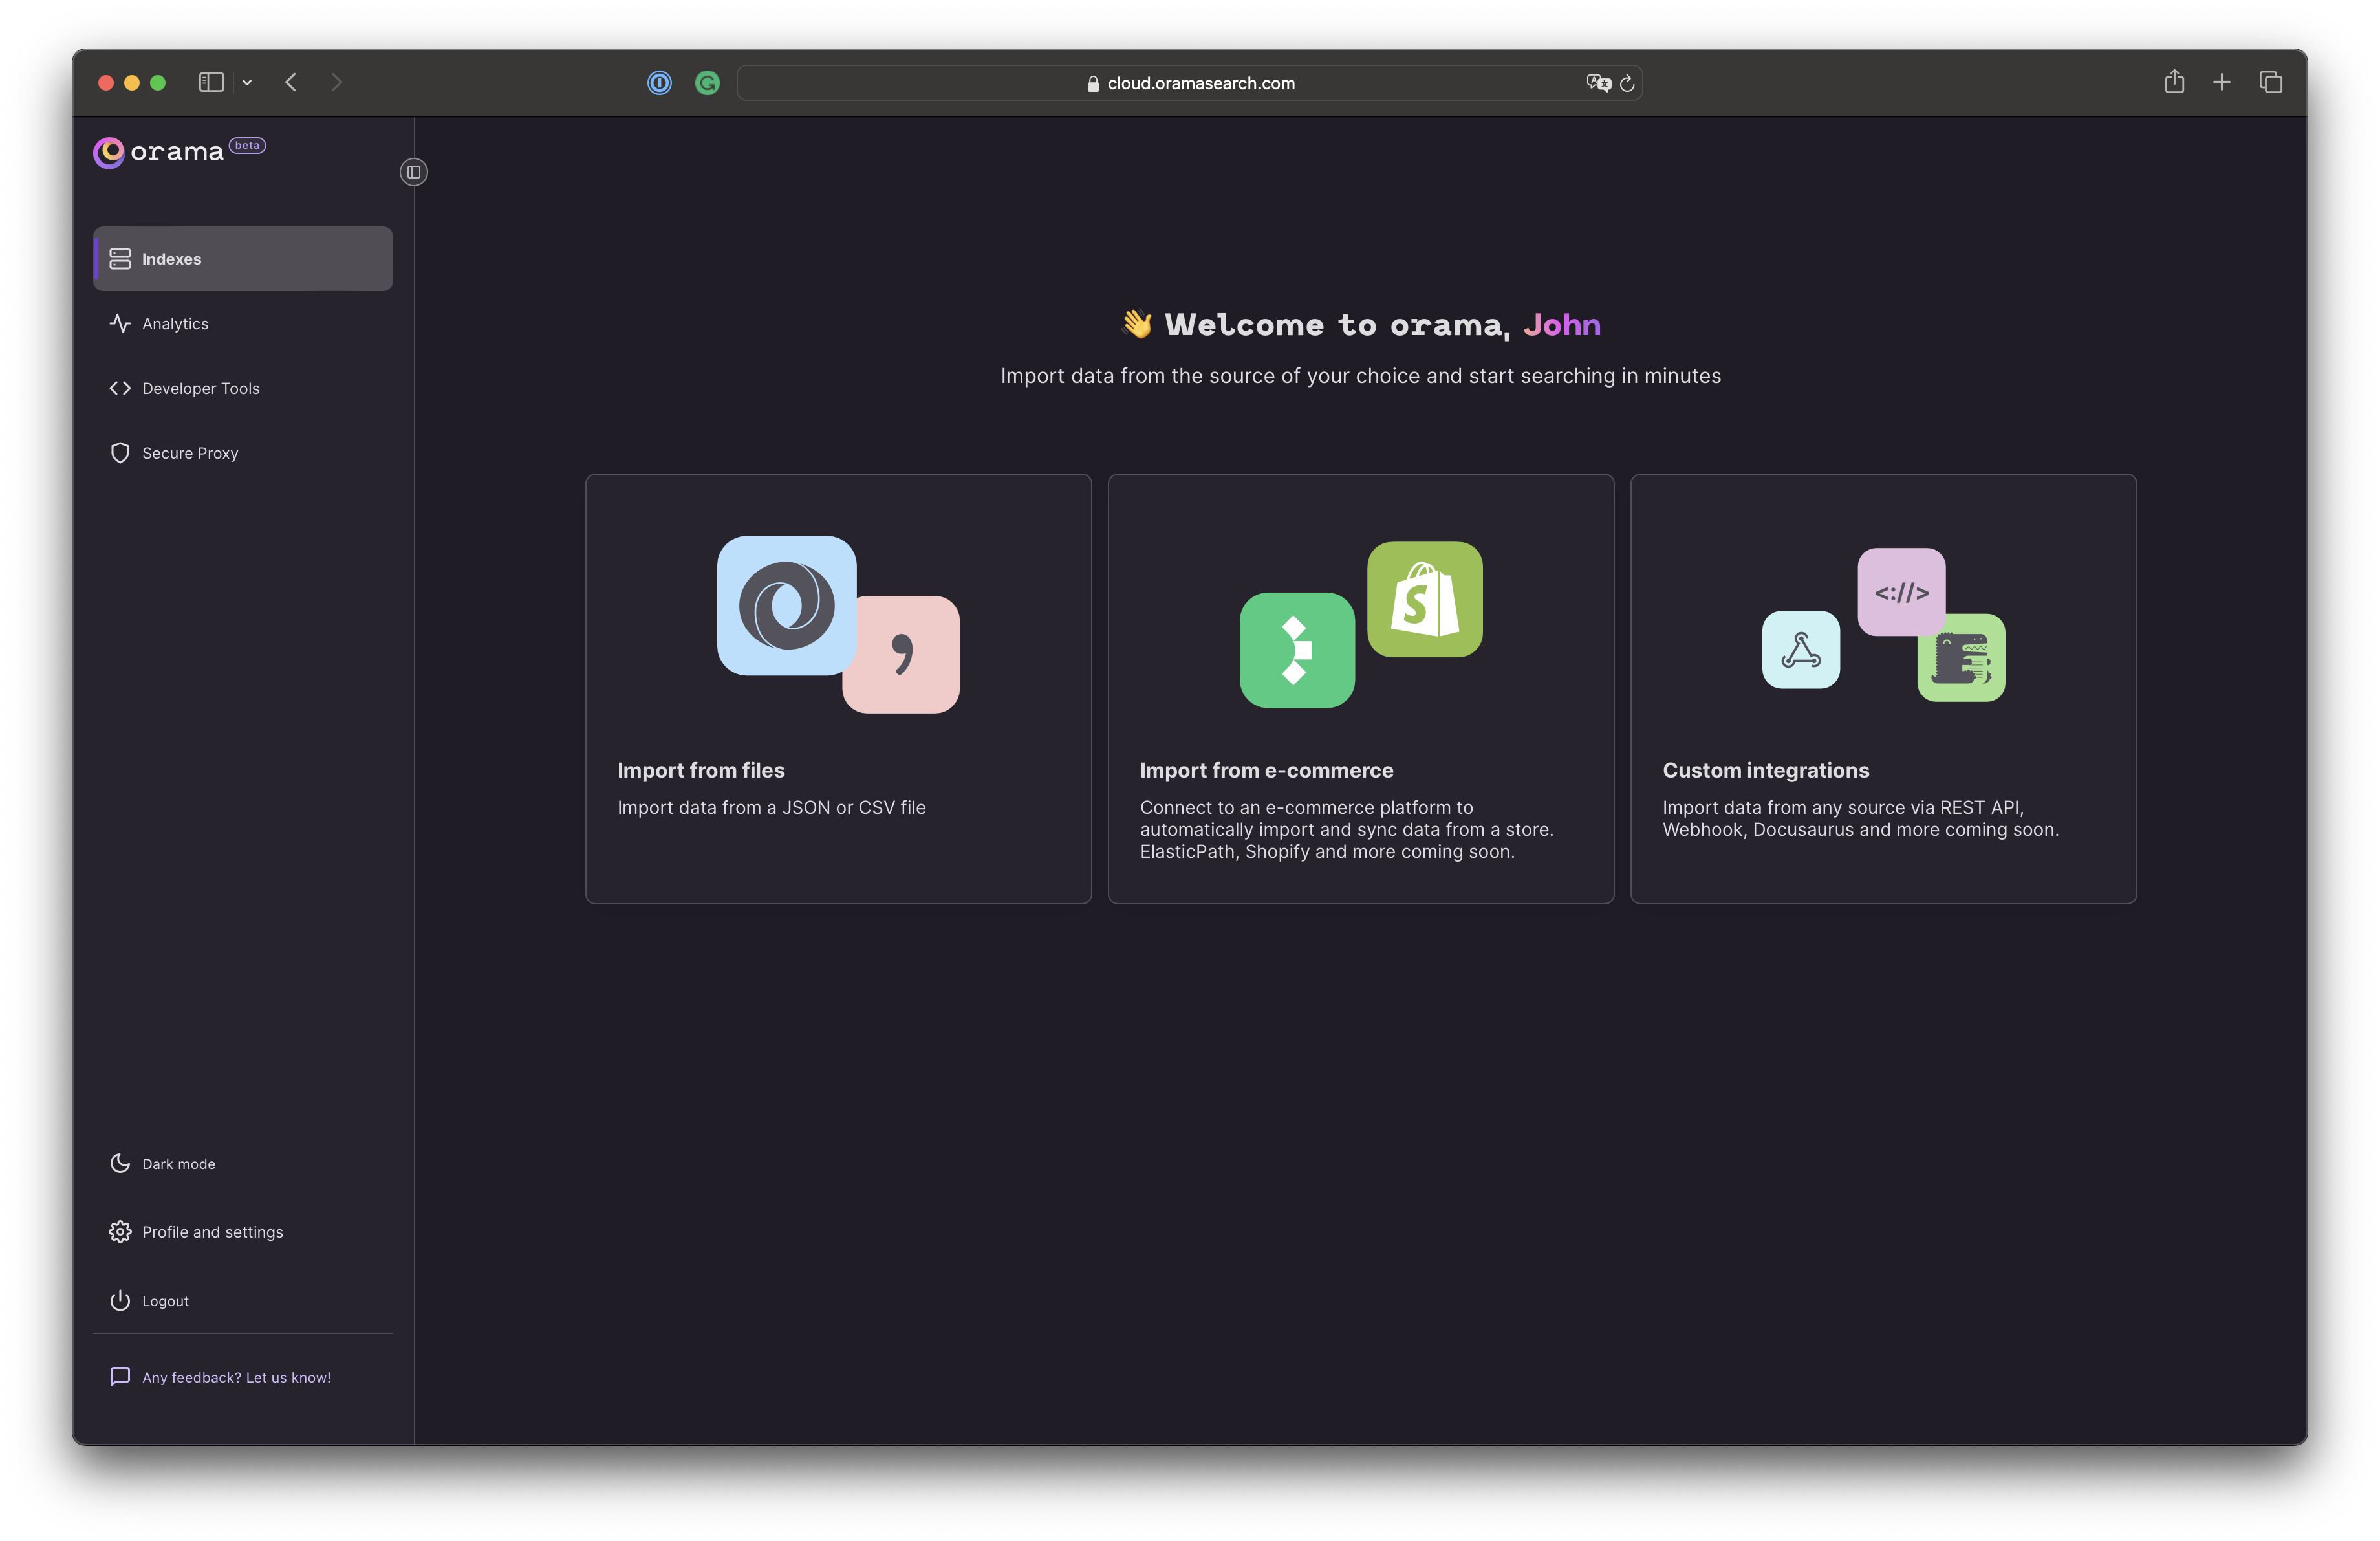 cloud.oramasearch.com
orama beta
Indexes
Analytics
Developer Tools
Secure Proxy
Dark mode
Profile and settings
Logout
Any feedback? Let us know!
👋 Welcome to orama, John
Import data from the source of your choice and start searching in minutes
,
Import from files
Import data from a JSON or CSV file
S
Import from e-commerce
Connect to an e-commerce platform to
automatically import and sync data from a store.
ElasticPath, Shopify and more coming soon.
<://>
Custom integrations
Import data from any source via REST API,
Webhook, Docusaurus and more coming soon.